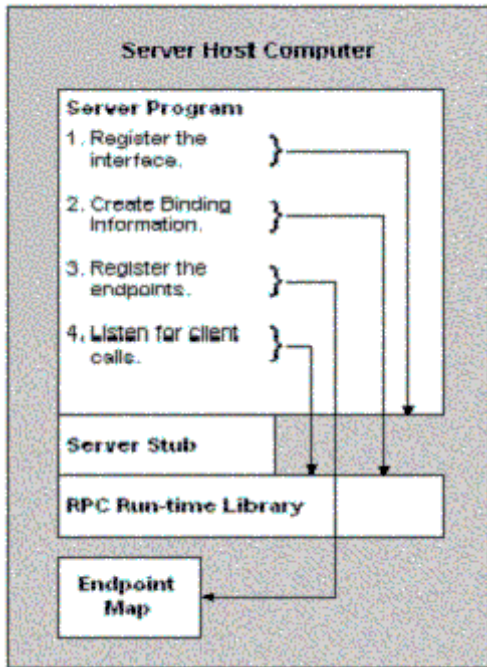 Server Host Computer
Server Program
1. Register the
interface.
2. Create Binding
Information.
3. Register the
endpoints.
4. Listen for client
calls.
Server Stub
RPC Run-time Library
Endpoint
Map